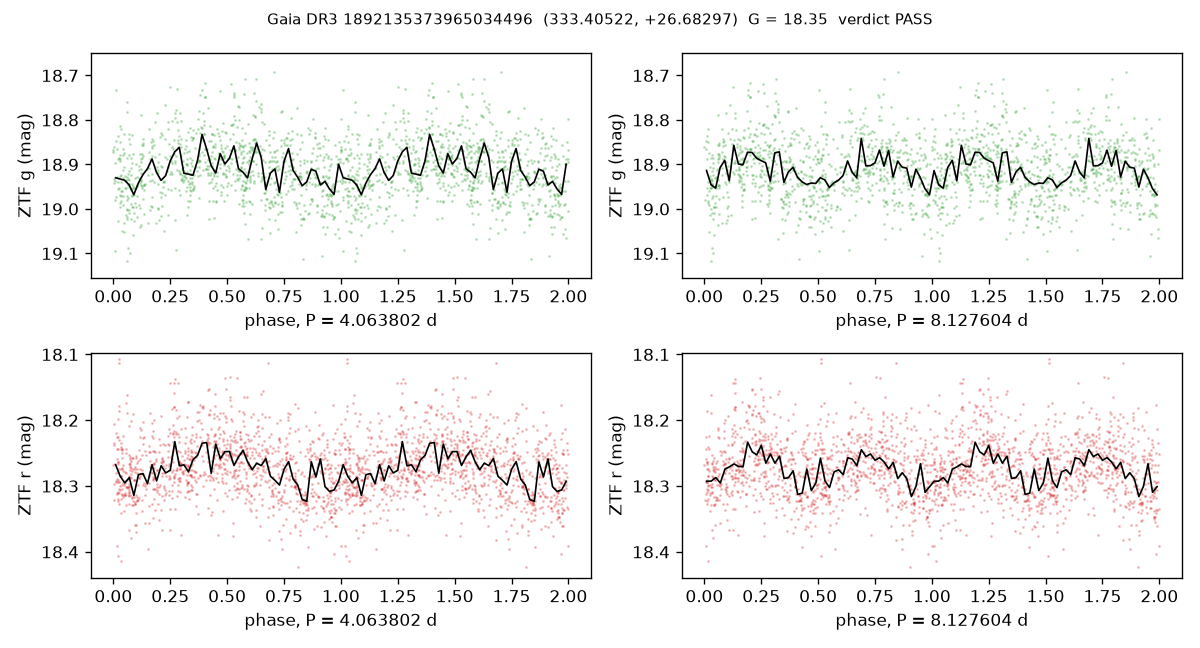 Gaia DR3 1892135373965034496 (333.40522, +26.68297) G = 18.35 verdict PASS
ZTF g (mag)
18.7
18.8
18.9
19.0
19.1
0.00 0.25 0.50 0.75 1.00 1.25 1.50 1.75 2.00
phase, P = 4.063802 d
ZTF g (mag)
18.7
18.8
18.9
19.0
19.1
0.00 0.25 0.50 0.75 1.00 1.25 1.50 1.75 2.00
phase, P = 8.127604 d
ZTF r (mag)
18.1
18.2
18.3
18.4
0.00 0.25 0.50 0.75 1.00 1.25 1.50 1.75 2.00
phase, P = 4.063802 d
ZTF r (mag)
18.1
18.2
18.3
18.4
0.00 0.25 0.50 0.75 1.00 1.25 1.50 1.75 2.00
phase, P = 8.127604 d